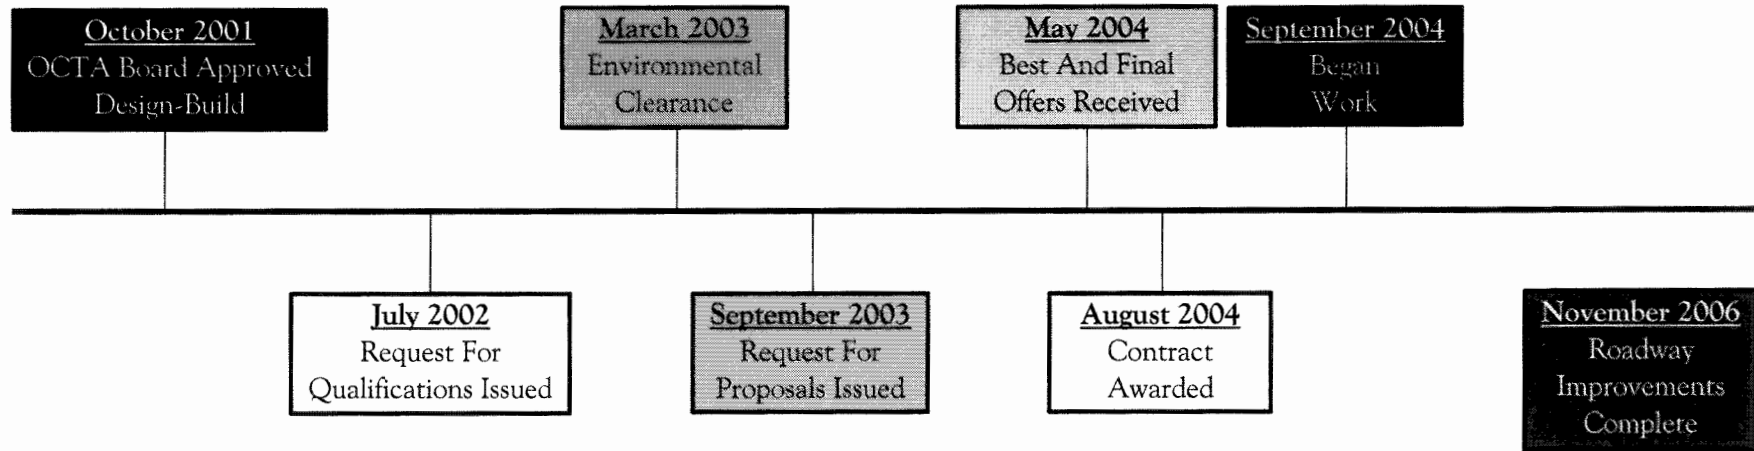 October 2001
OCTA Board Approved
Design-Build
March 2003
Environmental
Clearance
May 2004
Best And Final
Offers Received
September 2004
Began
Work
July 2002
Request For
Qualifications Issued
September 2003
Request For
Proposals Issued
August 2004
Contract
Awarded
November 2006
Roadway
Improvements
Complete